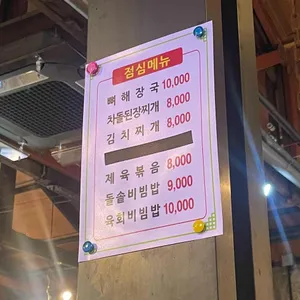 점심메뉴
뼈해장국 10,000
차돌된장찌개 8,000
김치찌개 8,000
제육볶음 8,000
돌솥비빔밥 9,000
육회비빔밥 10,000